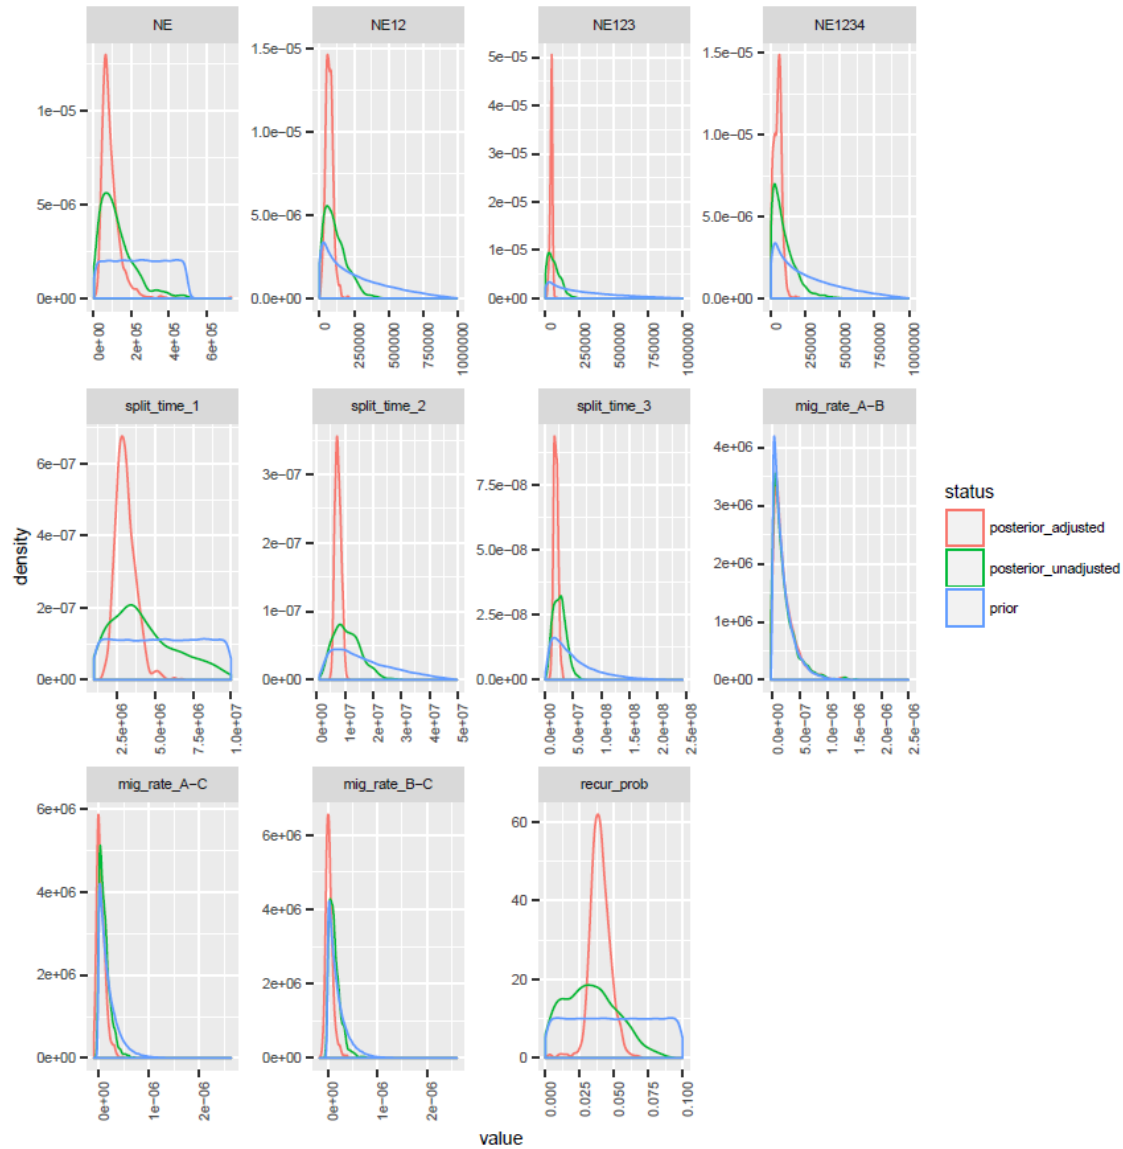 NE NE12 NE123 NE1234
1e−05
5e−06
0e+00
0e+00 2e+05 4e+05 6e+05
1.5e−05
1.0e−05
5.0e−06
0.0e+00
0 250000 500000 750000 1000000
5e−05
4e−05
3e−05
2e−05
1e−05
0e+00
0 250000 500000 750000 1000000
1.5e−05
1.0e−05
5.0e−06
0.0e+00
0 250000 500000 750000 1000000
split_time_1 split_time_2 split_time_3 mig_rate_A−B
6e−07
4e−07
2e−07
0e+00
2.5e+06 5.0e+06 7.5e+06 1.0e+07
3e−07
2e−07
1e−07
0e+00
0e+00 1e+07 2e+07 3e+07 4e+07 5e+07
7.5e−08
5.0e−08
2.5e−08
0.0e+00
0.0e+00 5.0e+07 1.0e+08 1.5e+08 2.0e+08 2.5e+08
4e+06
3e+06
2e+06
1e+06
0e+00
0.0e+00 5.0e−07 1.0e−06 1.5e−06 2.0e−06 2.5e−06
mig_rate_A−C mig_rate_B−C recur_prob
6e+06
4e+06
2e+06
0e+00
0e+00 1e−06 2e−06
6e+06
4e+06
2e+06
0e+00
0e+00 1e−06 2e−06
60
40
20
0
0.000 0.025 0.050 0.075 0.100
density
value
status
posterior_adjusted
posterior_unadjusted
prior